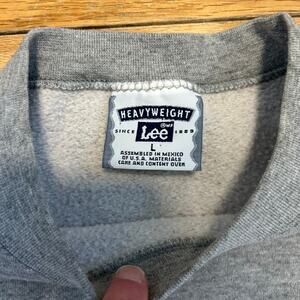 HEAVYWEIGHT
SINCE Lee 1889
L
ASSEMBLED IN MEXICO
OF U.S.A. MATERIALS
CARE AND CONTENT OVER